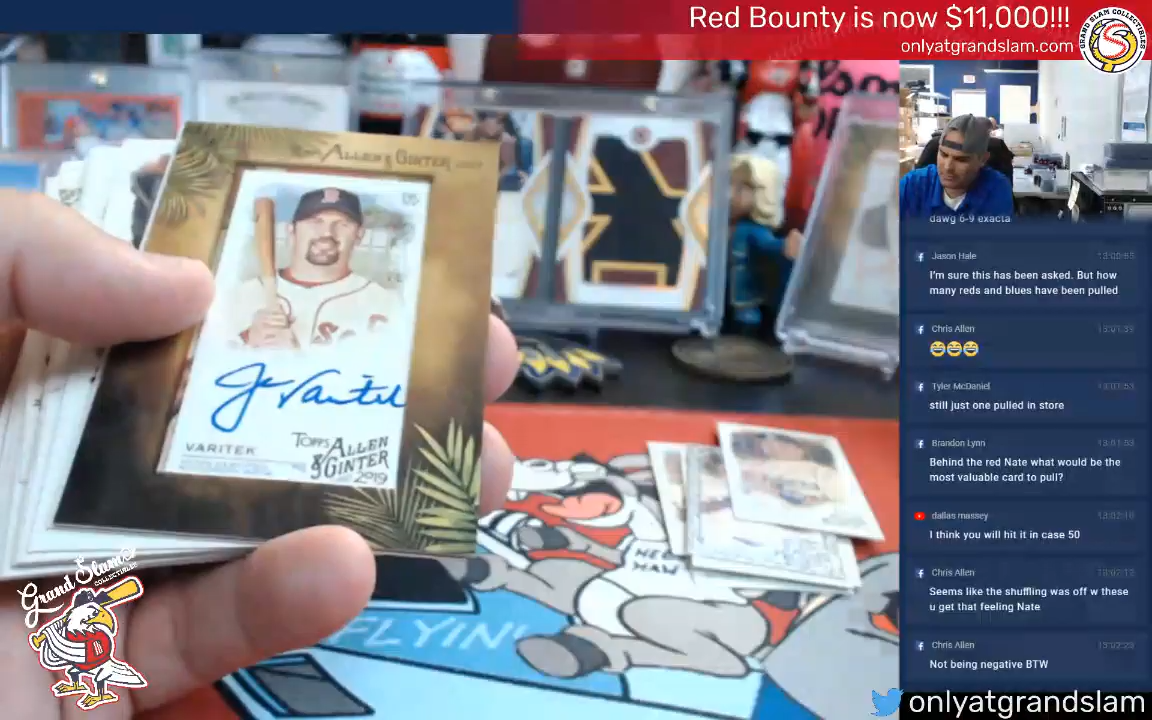 Red Bounty is now $11,000!!!
onlyatgrandslam.com
GRAND SLAM COLLECTIBLES
ALLEN & GINTER
VARITEK
TOPPS
ALLEN
& GINTER
2019
Grand Slam
COLLECTIBLES
FLYIN'
dawg 6-9 exacta
Jason Hale
I'm sure this has been asked. But how
many reds and blues have been pulled
Chris Allen
😂😂😂
Tyler McDaniel
still just one pulled in store
Brandon Lynn
Behind the red Nate what would be the
most valuable card to pull?
dallas massey
I think you will hit it in case 50
Chris Allen
Seems like the shuffling was off w these
u get that feeling Nate
Chris Allen
Not being negative BTW
onlyatgrandslam